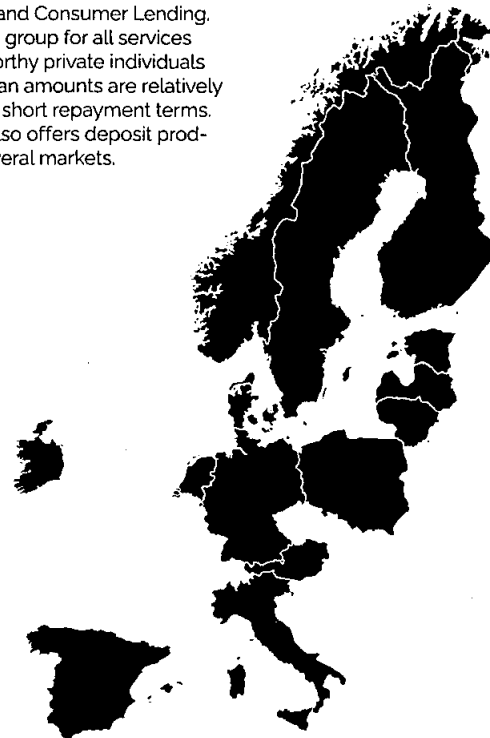 and Consumer Lending.
group for all services
orthy private individuals
an amounts are relatively
short repayment terms.
lso offers deposit prod-
veral markets.